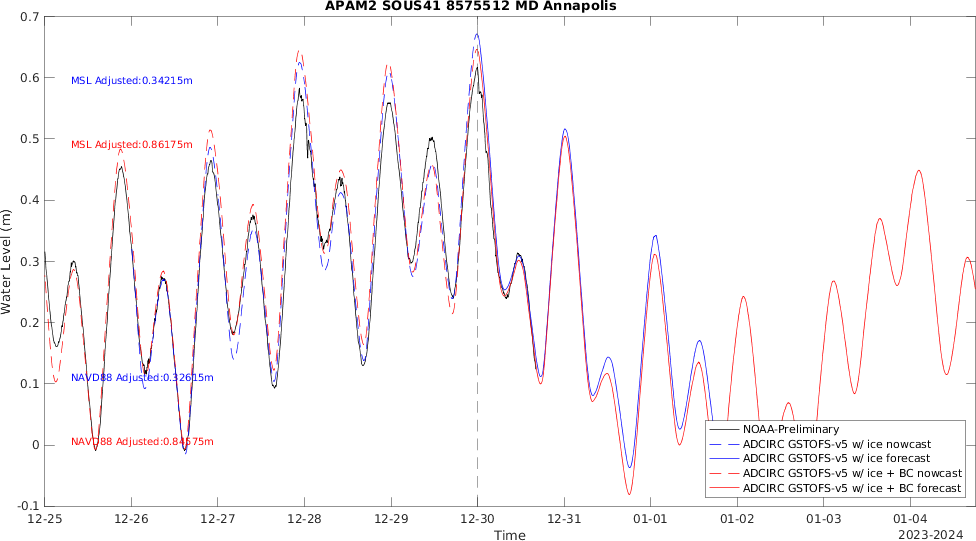 APAM2 SOUS41 8575512 MD Annapolis
0.7
0.6
0.5
0.4
0.3
0.2
0.1
0
-0.1
Water Level (m)
MSL Adjusted:0.34215m
MSL Adjusted:0.86175m
NAVD88 Adjusted:0.32615m
NAVD88 Adjusted:0.84575m
NOAA-Preliminary
ADCIRC GSTOFS-v5 w/ ice nowcast
ADCIRC GSTOFS-v5 w/ ice forecast
ADCIRC GSTOFS-v5 w/ ice + BC nowcast
ADCIRC GSTOFS-v5 w/ ice + BC forecast
12-25 12-26 12-27 12-28 12-29 12-30 12-31 01-01 01-02 01-03 01-04
Time
2023-2024